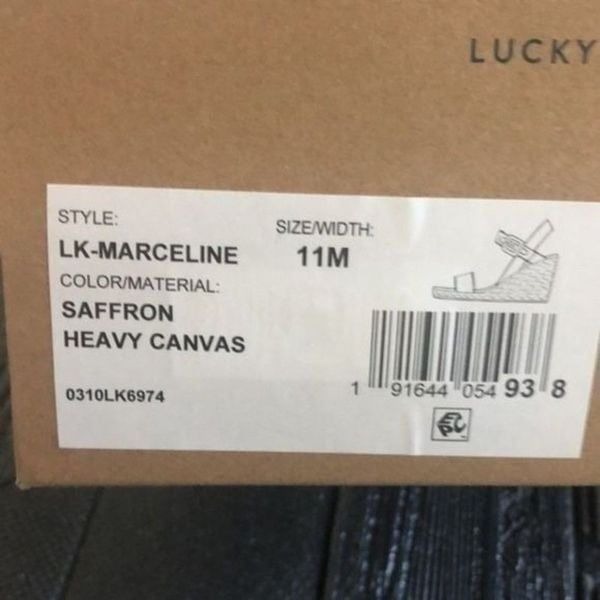 LUCKY
STYLE:
LK-MARCELINE
SIZE/WIDTH:
11M
COLOR/MATERIAL:
SAFFRON
HEAVY CANVAS
0310LK6974
1 91644 054 93 8